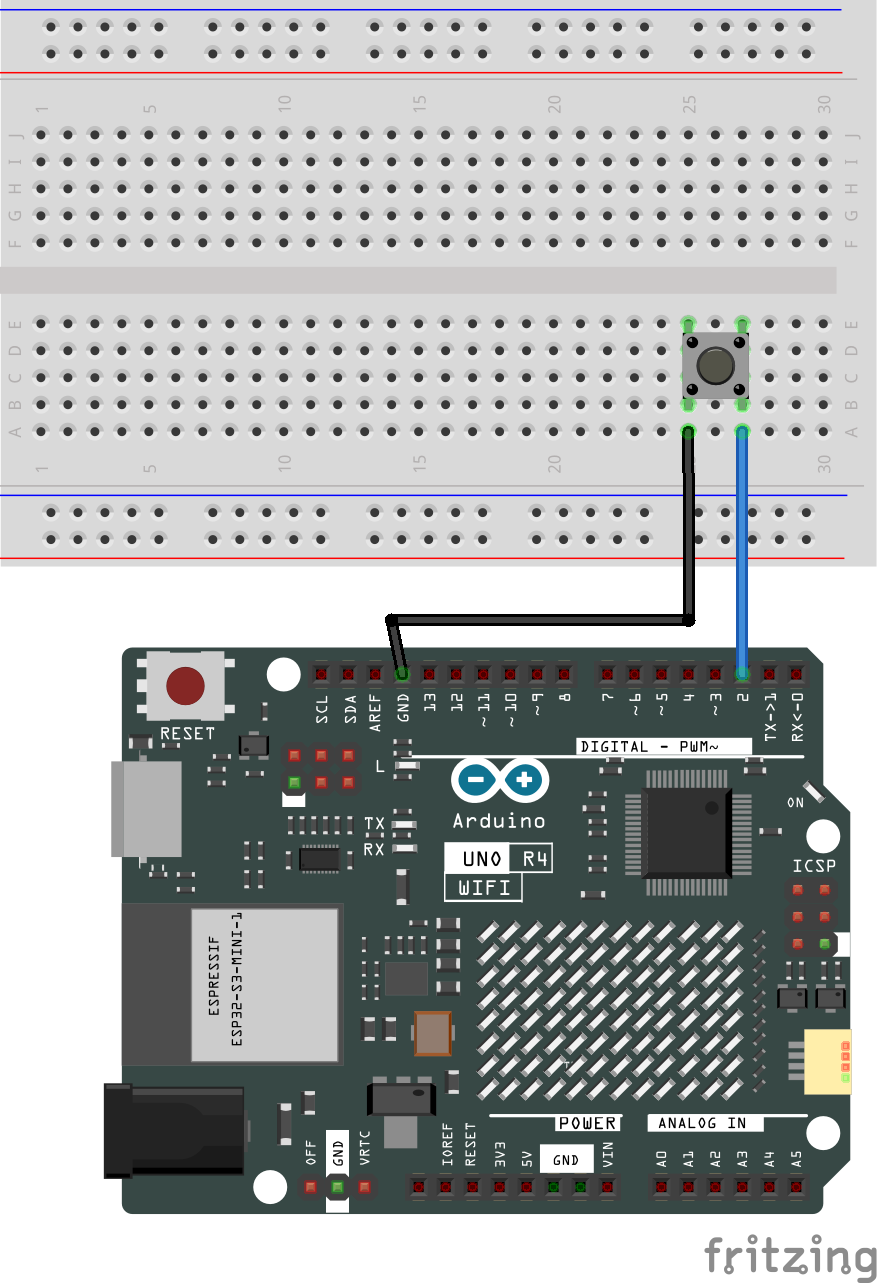 1 5 10 15 20 25 30
J J
I I
H H
G G
F F
E E
D D
C C
B B
A A
1 5 10 15 20 30
RESET
SCL SDA AREF GND 13 12 ~11 ~10 ~9 8 7 ~6 ~5 4 ~3 2 TX->1 RX<-0
DIGITAL - PWM~
L
ON
TX
RX
Arduino
UNO R4
WIFI
ICSP
ESPRESSIF
ESP32-S3-MINI-1
POWER ANALOG IN
OFF GND VRTC IOREF RESET 3V3 5V GND VIN A0 A1 A2 A3 A4 A5
fritzing